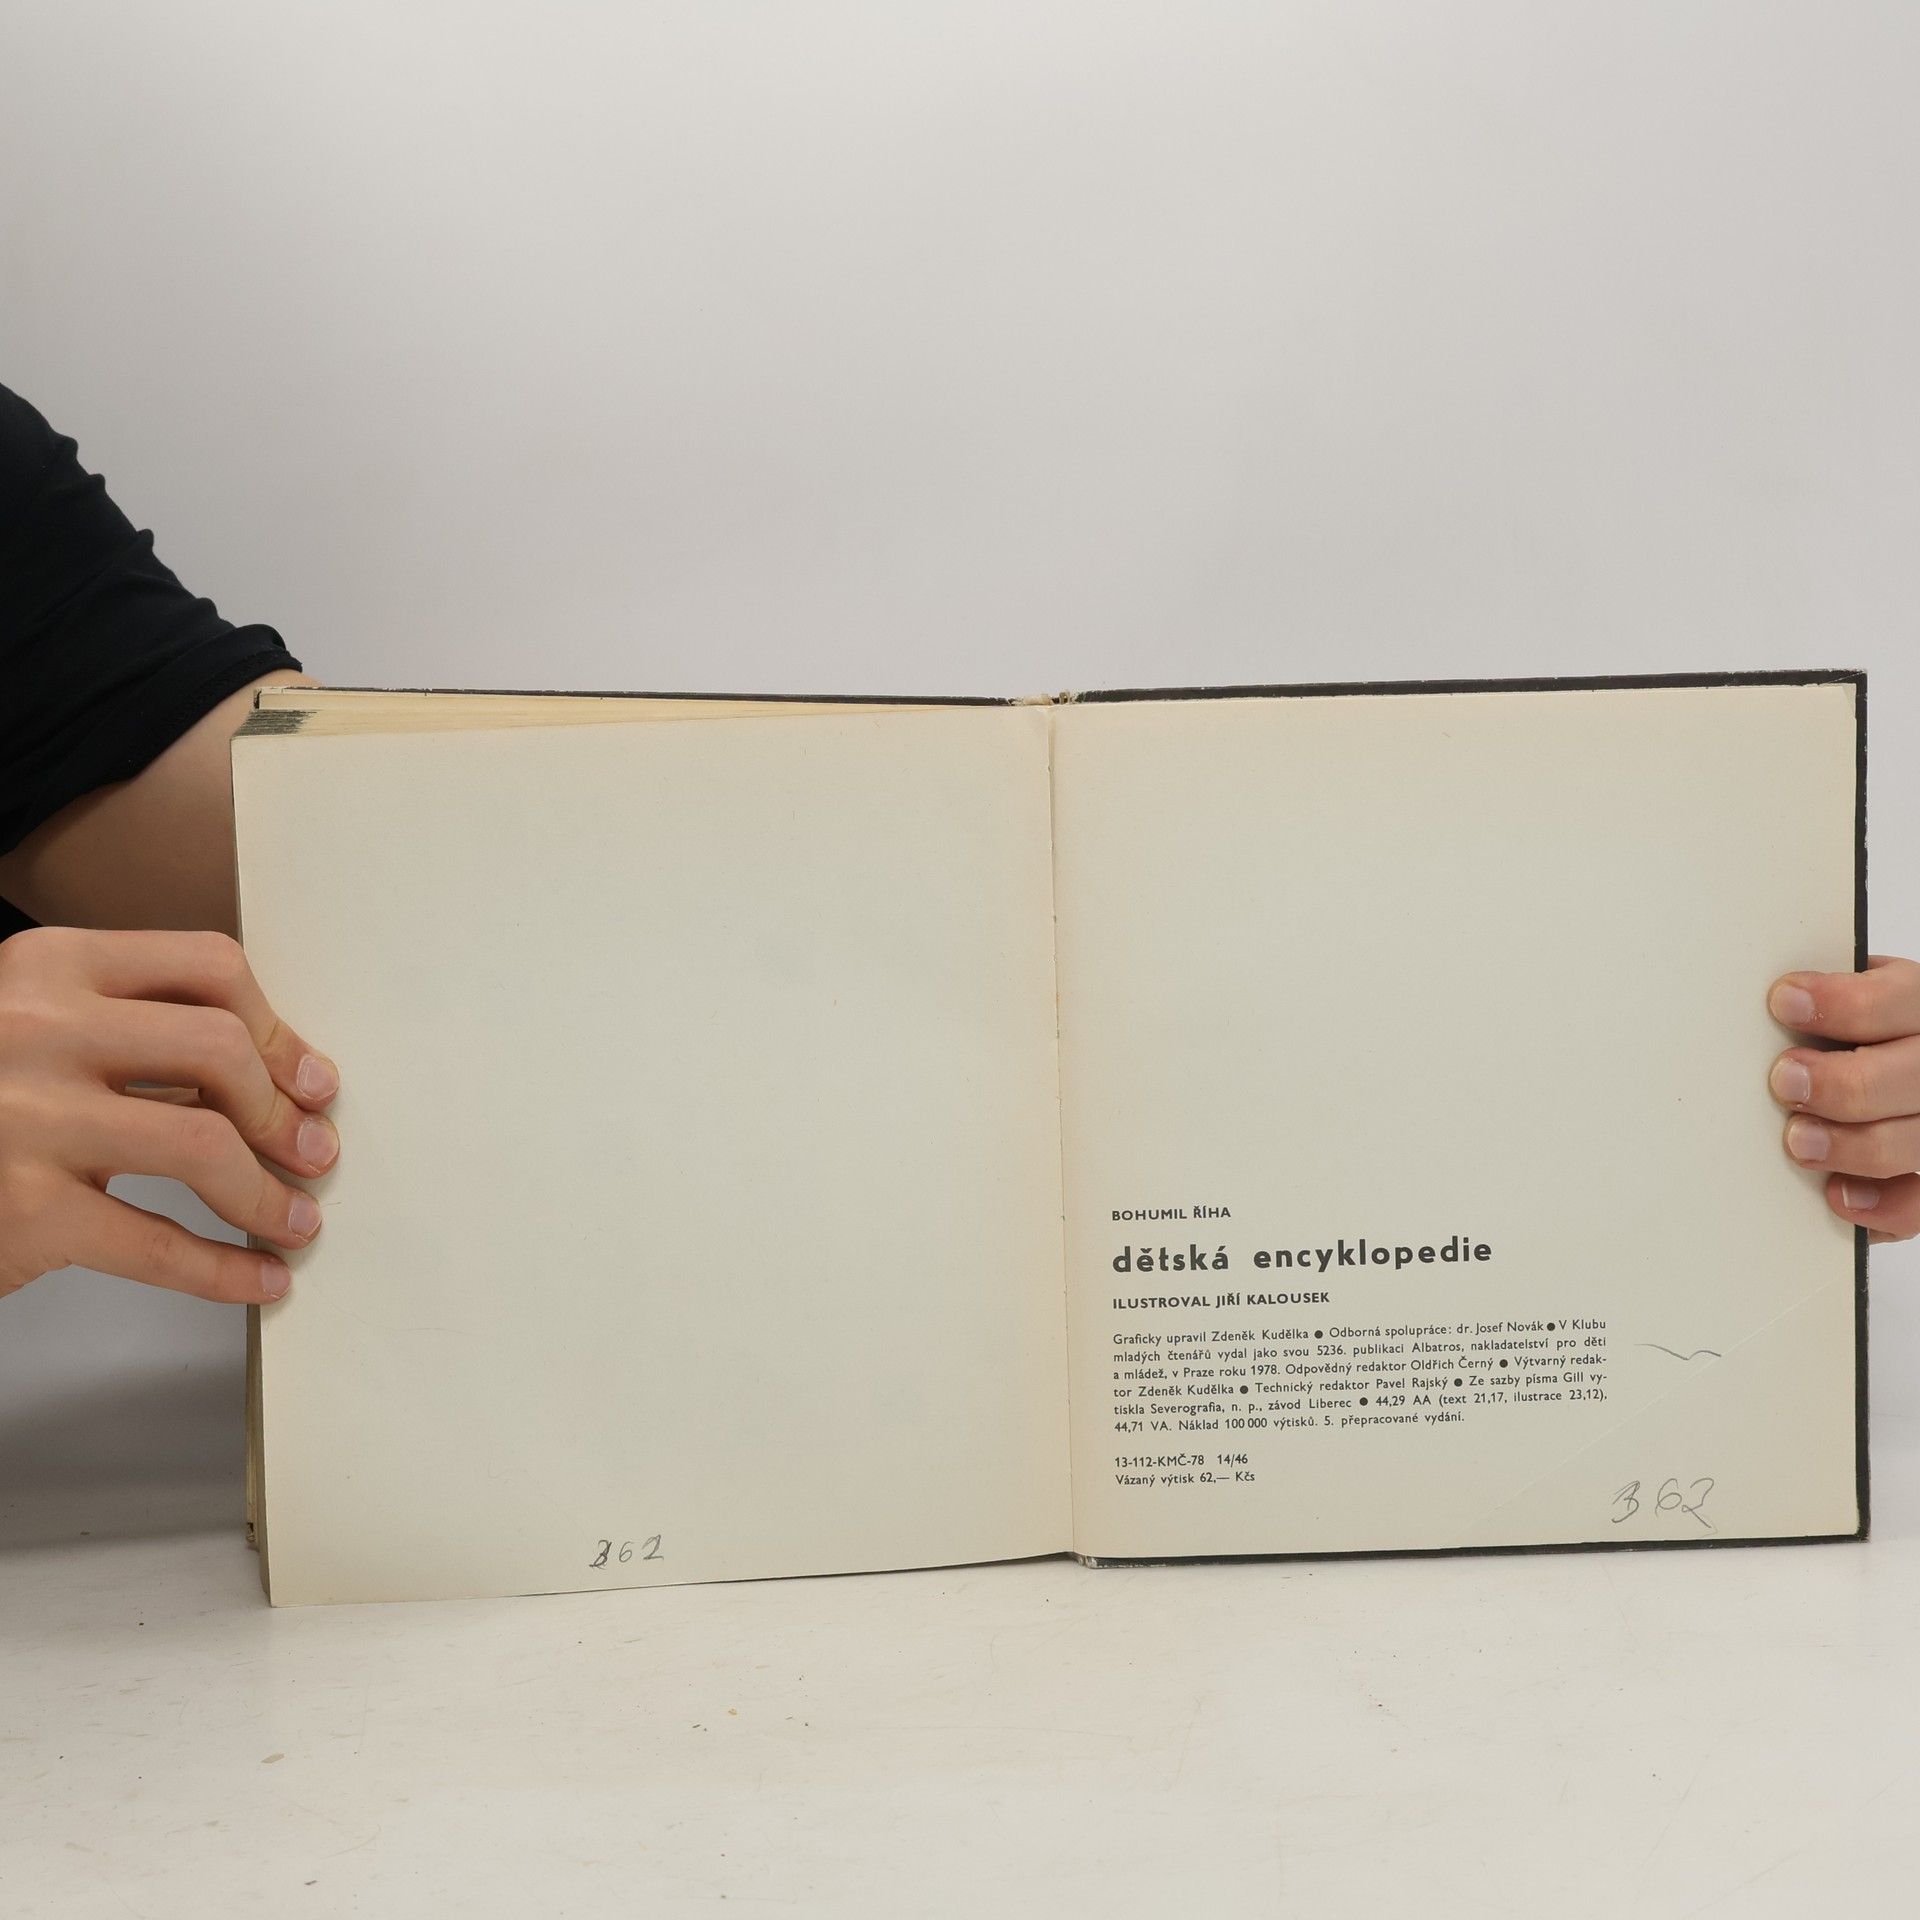 362
BOHUMIL ŘÍHA
dětská encyklopedie
ILUSTROVAL JIŘÍ KALOUSEK
Graficky upravil Zdeněk Kudělka ● Odborná spolupráce: dr. Josef Novák ● V Klubu
mladých čtenářů vydal jako svou 5236. publikaci Albatros, nakladatelství pro děti
a mládež, v Praze roku 1978. Odpovědný redaktor Oldřich Černý ● Výtvarný redak-
tor Zdeněk Kudělka ● Technický redaktor Pavel Rajský ● Ze sazby písma Gill vy-
tiskla Severografia, n. p., závod Liberec ● 44,29 AA (text 21,17, ilustrace 23,12),
44,71 VA. Náklad 100 000 výtisků. 5. přepracované vydání.
13-112-KMČ-78 14/46
Vázaný výtisk 62,— Kčs
362